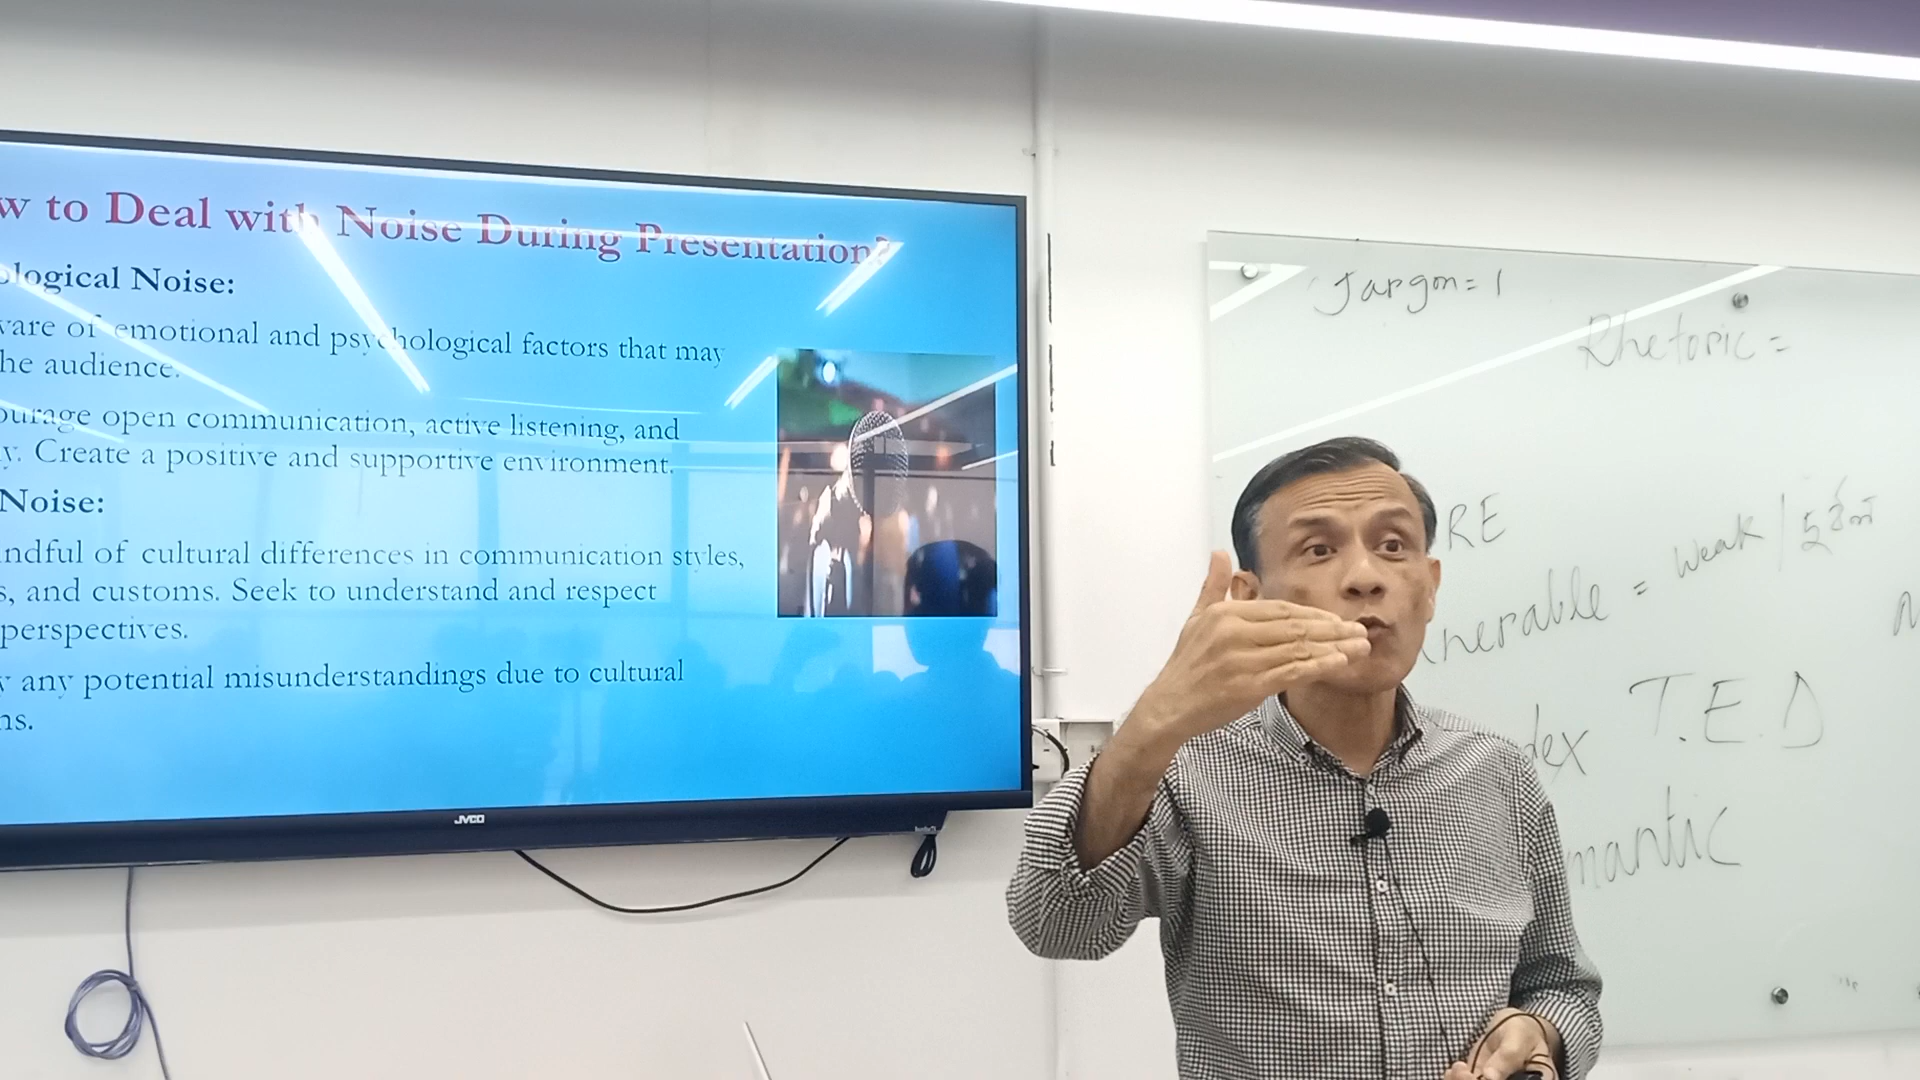 w to Deal with Noise During Presentation?
ological Noise:
vare of emotional and psychological factors that may
he audience.
ourage open communication, active listening, and
y. Create a positive and supportive environment.
Noise:
ndful of cultural differences in communication styles,
s, and customs. Seek to understand and respect
perspectives.
y any potential misunderstandings due to cultural
ns.
JVCO
Jargon = 1
Rhetoric =
RE
nerable = weak /
dex T.E.D
mantic